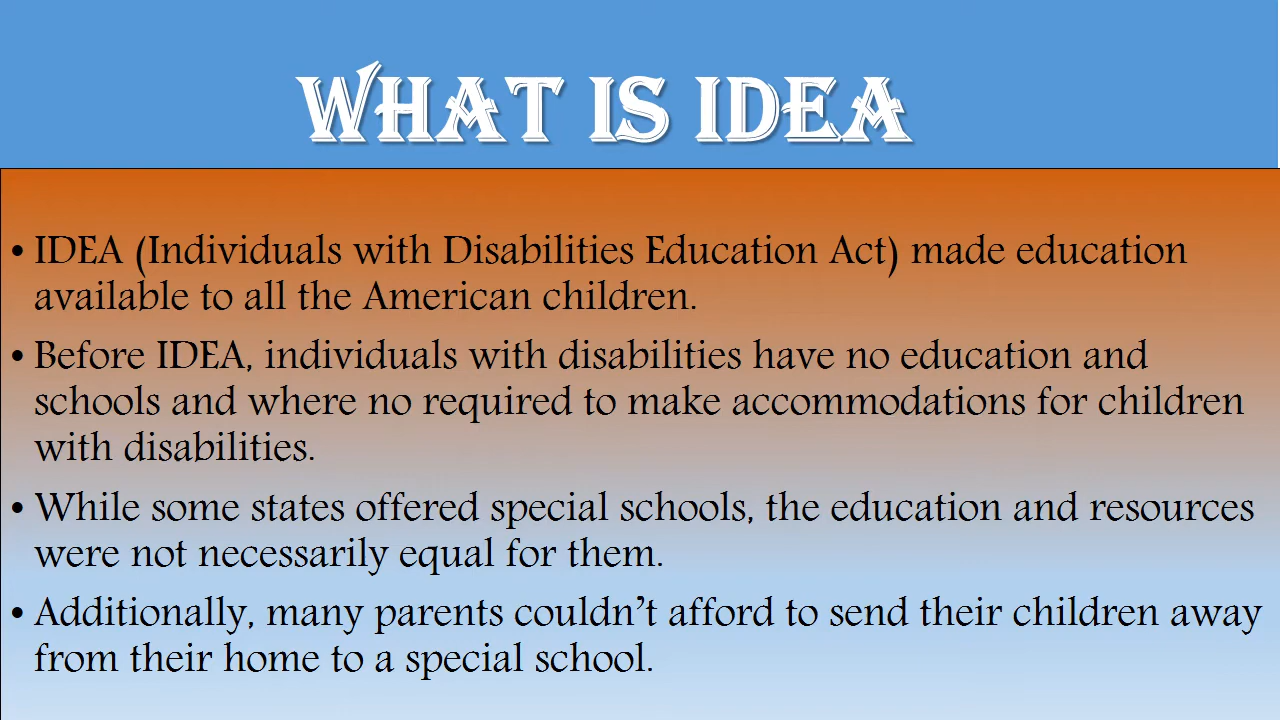 WHAT IS IDEA
• IDEA (Individuals with Disabilities Education Act) made education
available to all the American children.
• Before IDEA, individuals with disabilities have no education and
schools and where no required to make accommodations for children
with disabilities.
• While some states offered special schools, the education and resources
were not necessarily equal for them.
• Additionally, many parents couldn’t afford to send their children away
from their home to a special school.